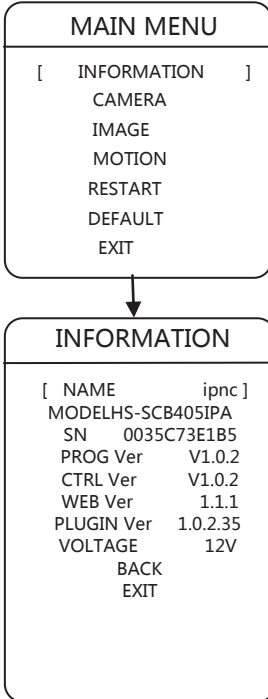 MAIN MENU
[ INFORMATION ]
CAMERA
IMAGE
MOTION
RESTART
DEFAULT
EXIT
INFORMATION
[ NAME ipnc ]
MODELHS-SCB405IPA
SN 0035C73E1B5
PROG Ver V1.0.2
CTRL Ver V1.0.2
WEB Ver 1.1.1
PLUGIN Ver 1.0.2.35
VOLTAGE 12V
BACK
EXIT